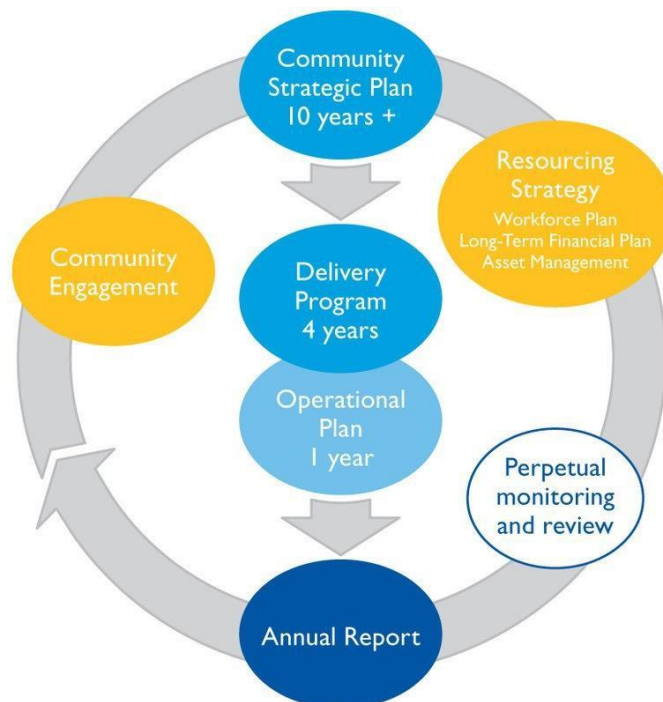 Community
Strategic Plan
10 years +
Resourcing
Strategy
Workforce Plan
Long-Term Financial Plan
Asset Management
Community
Engagement
Delivery
Program
4 years
Operational
Plan
1 year
Perpetual
monitoring
and review
Annual Report